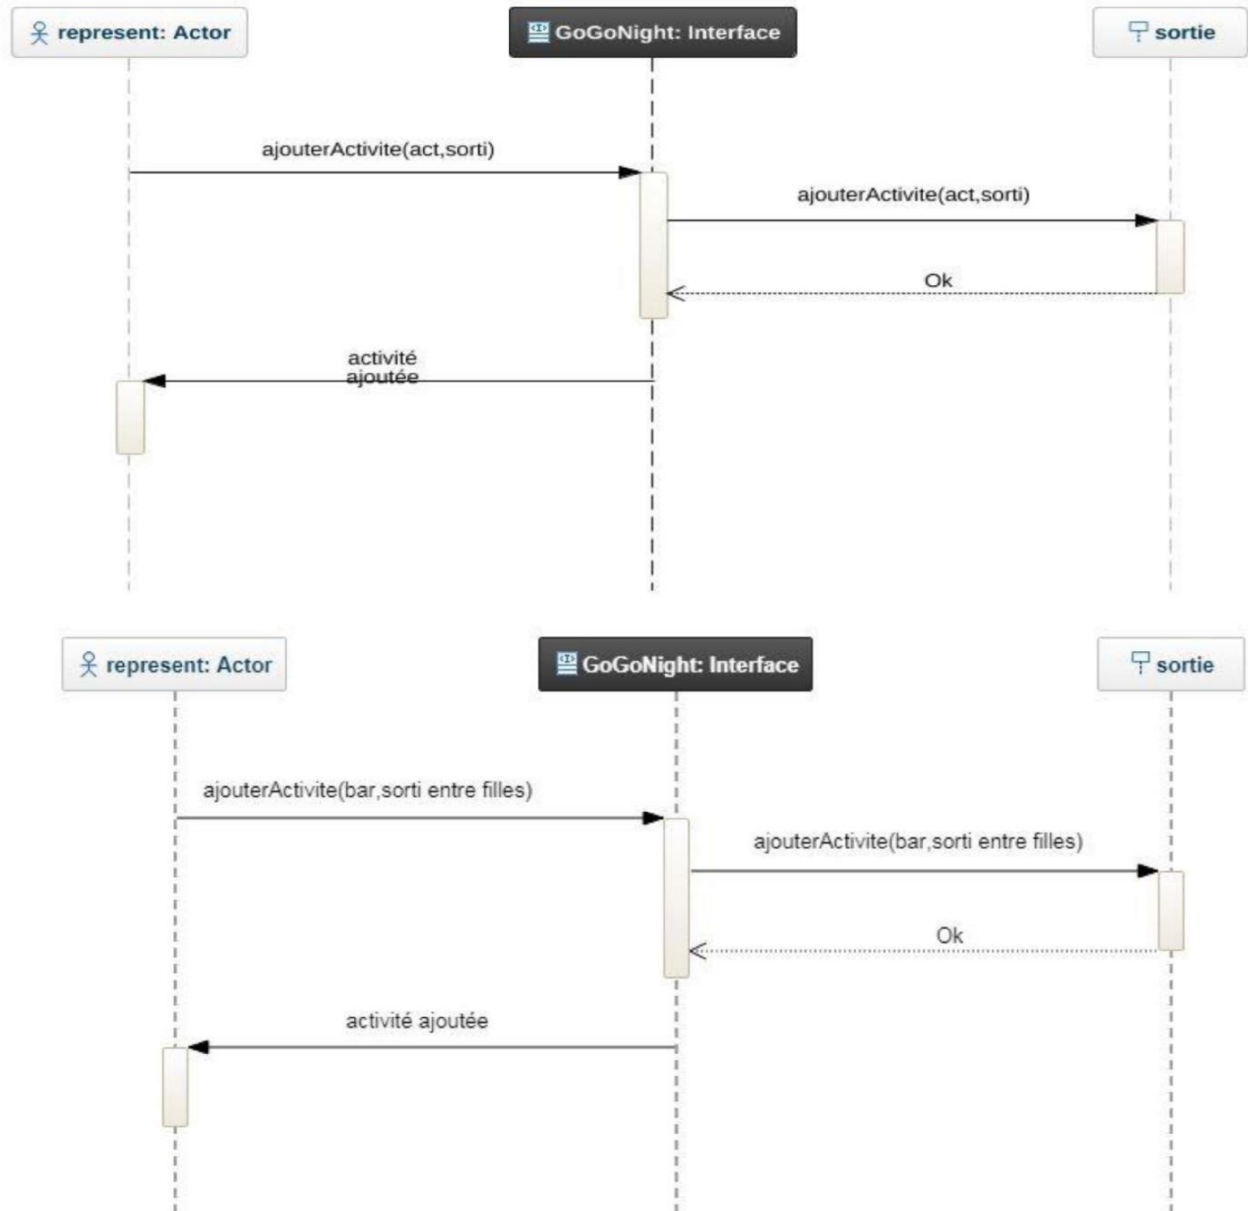 represent: Actor
GoGoNight: Interface
sortie
ajouterActivite(act,sorti)
ajouterActivite(act,sorti)
Ok
activité
ajoutée
represent: Actor
GoGoNight: Interface
sortie
ajouterActivite(bar,sorti entre filles)
ajouterActivite(bar,sorti entre filles)
Ok
activité ajoutée